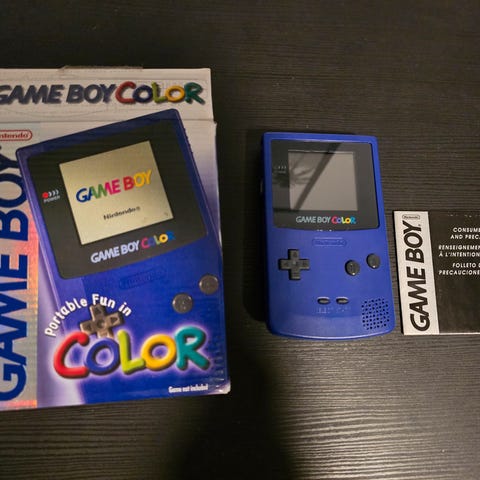 GAME BOY COLOR
Nintendo
GAME BOY
POWER
GAME BOY
Nintendo®
GAME BOY COLOR
Portable Fun in
COLOR
Game not included
GAME BOY COLOR
Nintendo
Nintendo
GAME BOY
CONSUME
AND PREC
RENSEIGNEME
À L'INTENTION
FOLLETO D
PRECAUCIONE